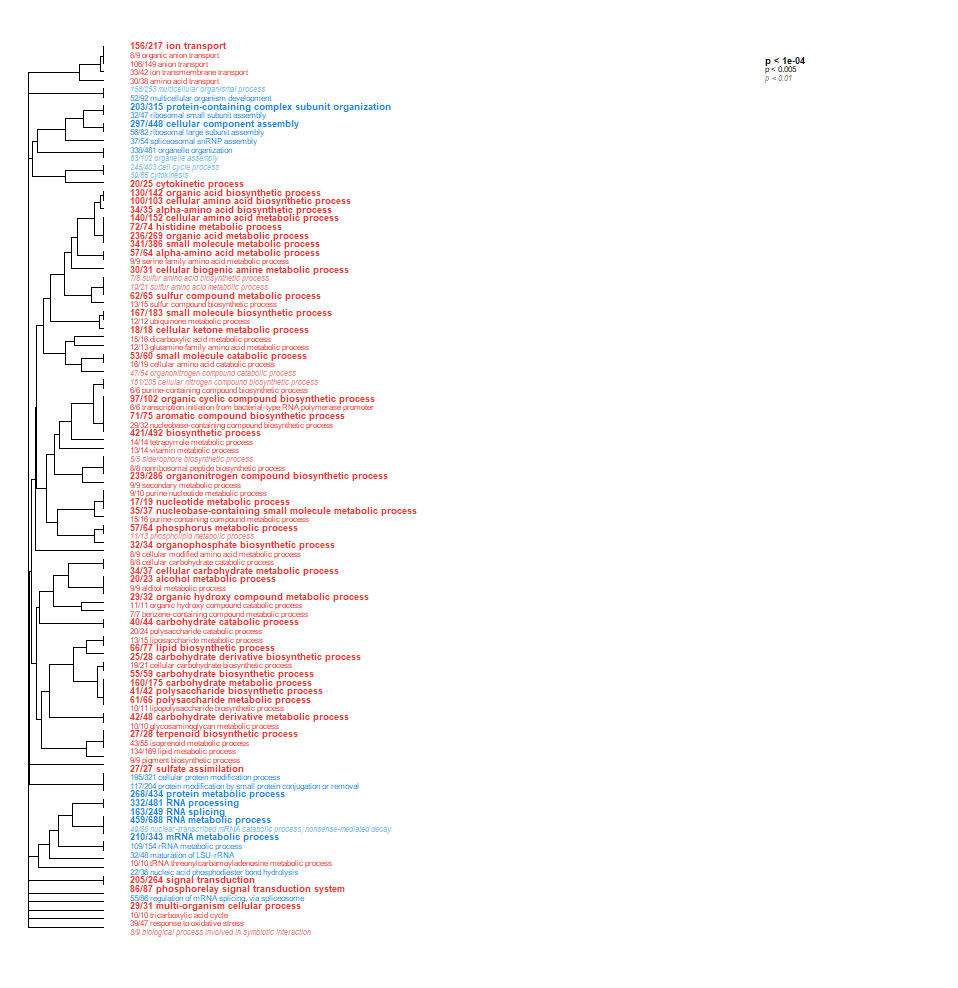 156/217 ion transport
8/9 organic anion transport
106/149 anion transport
33/42 ion transmembrane transport
30/38 amino acid transport
156/253 multicellular organismal process
52/92 multicellular organism development
203/315 protein-containing complex subunit organization
32/47 ribosomal small subunit assembly
297/448 cellular component assembly
56/82 ribosomal large subunit assembly
37/54 spliceosomal snRNP assembly
338/481 organelle organization
63/102 organelle assembly
245/403 cell cycle process
59/85 cytokinesis
20/25 cytokinetic process
130/142 organic acid biosynthetic process
100/103 cellular amino acid biosynthetic process
34/35 alpha-amino acid biosynthetic process
140/152 cellular amino acid metabolic process
72/74 histidine metabolic process
236/269 organic acid metabolic process
341/386 small molecule metabolic process
57/64 alpha-amino acid metabolic process
9/9 serine family amino acid metabolic process
30/31 cellular biogenic amine metabolic process
7/8 sulfur amino acid biosynthetic process
19/21 sulfur amino acid metabolic process
62/65 sulfur compound metabolic process
13/15 sulfur compound biosynthetic process
167/183 small molecule biosynthetic process
12/12 ubiquinone metabolic process
18/18 cellular ketone metabolic process
15/16 dicarboxylic acid metabolic process
12/13 glutamine family amino acid metabolic process
53/60 small molecule catabolic process
16/19 cellular amino acid catabolic process
47/54 organonitrogen compound catabolic process
161/205 cellular nitrogen compound biosynthetic process
6/6 purine-containing compound biosynthetic process
97/102 organic cyclic compound biosynthetic process
6/6 transcription initiation from bacterial-type RNA polymerase promoter
71/75 aromatic compound biosynthetic process
29/32 nucleobase-containing compound biosynthetic process
421/492 biosynthetic process
14/14 tetrapyrrole metabolic process
13/14 vitamin metabolic process
5/5 siderophore biosynthetic process
8/8 nonribosomal peptide biosynthetic process
239/286 organonitrogen compound biosynthetic process
9/9 secondary metabolic process
9/10 purine nucleotide metabolic process
17/19 nucleotide metabolic process
35/37 nucleobase-containing small molecule metabolic process
15/16 purine-containing compound metabolic process
57/64 phosphorus metabolic process
11/13 phospholipid metabolic process
32/34 organophosphate biosynthetic process
8/9 cellular modified amino acid metabolic process
8/8 cellular carbohydrate catabolic process
34/37 cellular carbohydrate metabolic process
20/23 alcohol metabolic process
9/9 alditol metabolic process
29/32 organic hydroxy compound metabolic process
11/11 organic hydroxy compound catabolic process
7/7 benzene-containing compound metabolic process
40/44 carbohydrate catabolic process
20/24 polysaccharide catabolic process
13/15 liposaccharide metabolic process
66/77 lipid biosynthetic process
25/28 carbohydrate derivative biosynthetic process
19/21 cellular carbohydrate biosynthetic process
55/59 carbohydrate biosynthetic process
160/175 carbohydrate metabolic process
41/42 polysaccharide biosynthetic process
61/66 polysaccharide metabolic process
10/11 lipopolysaccharide biosynthetic process
42/48 carbohydrate derivative metabolic process
10/10 glycosaminoglycan metabolic process
27/28 terpenoid biosynthetic process
43/55 isoprenoid metabolic process
134/169 lipid metabolic process
9/9 pigment biosynthetic process
27/27 sulfate assimilation
195/321 cellular protein modification process
117/204 protein modification by small protein conjugation or removal
268/434 protein metabolic process
332/481 RNA processing
163/249 RNA splicing
459/688 RNA metabolic process
49/88 nuclear-transcribed mRNA catabolic process, nonsense-mediated decay
210/343 mRNA metabolic process
109/154 rRNA metabolic process
32/48 maturation of LSU-rRNA
10/10 tRNA threonylcarbamoyladenosine metabolic process
22/36 nucleic acid phosphodiester bond hydrolysis
205/264 signal transduction
86/87 phosphorelay signal transduction system
55/86 regulation of mRNA splicing, via spliceosome
29/31 multi-organism cellular process
10/10 tricarboxylic acid cycle
39/47 response to oxidative stress
8/9 biological process involved in symbiotic interaction
p < 1e-04
p < 0.005
p < 0.01